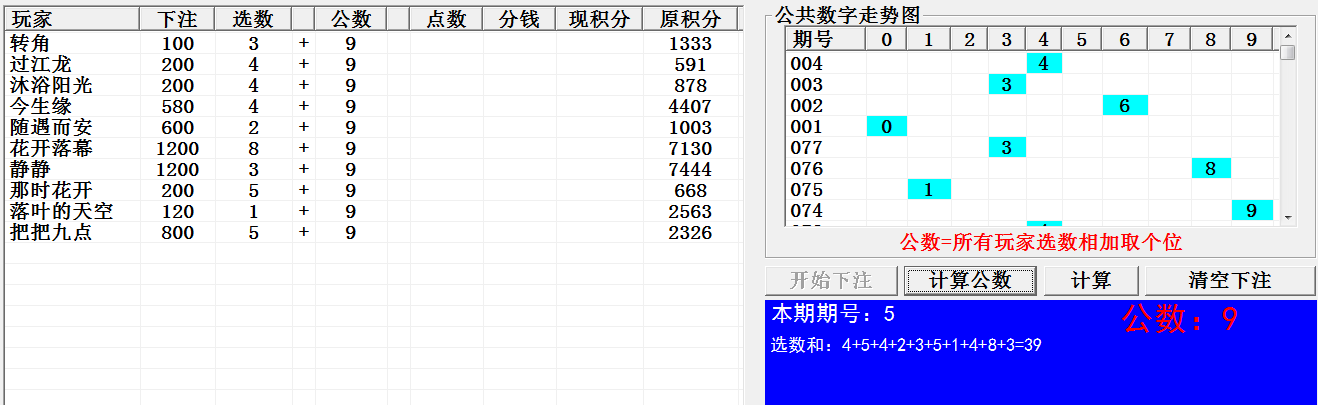 玩家 下注 选数 公数 点数 分钱 现积分 原积分
转角 100 3 + 9 1333
过江龙 200 4 + 9 591
沐浴阳光 200 4 + 9 878
今生缘 580 4 + 9 4407
随遇而安 600 2 + 9 1003
花开落幕 1200 8 + 9 7130
静静 1200 3 + 9 7444
那时花开 200 5 + 9 668
落叶的天空 120 1 + 9 2563
把把九点 800 5 + 9 2326
公共数字走势图
期号 0 1 2 3 4 5 6 7 8 9
004 4
003 3
002 6
001 0
077 3
076 8
075 1
074 9
公数=所有玩家选数相加取个位
开始下注 计算公数 计算 清空下注
本期期号：5 公数：9
选数和：4+5+4+2+3+5+1+4+8+3=39